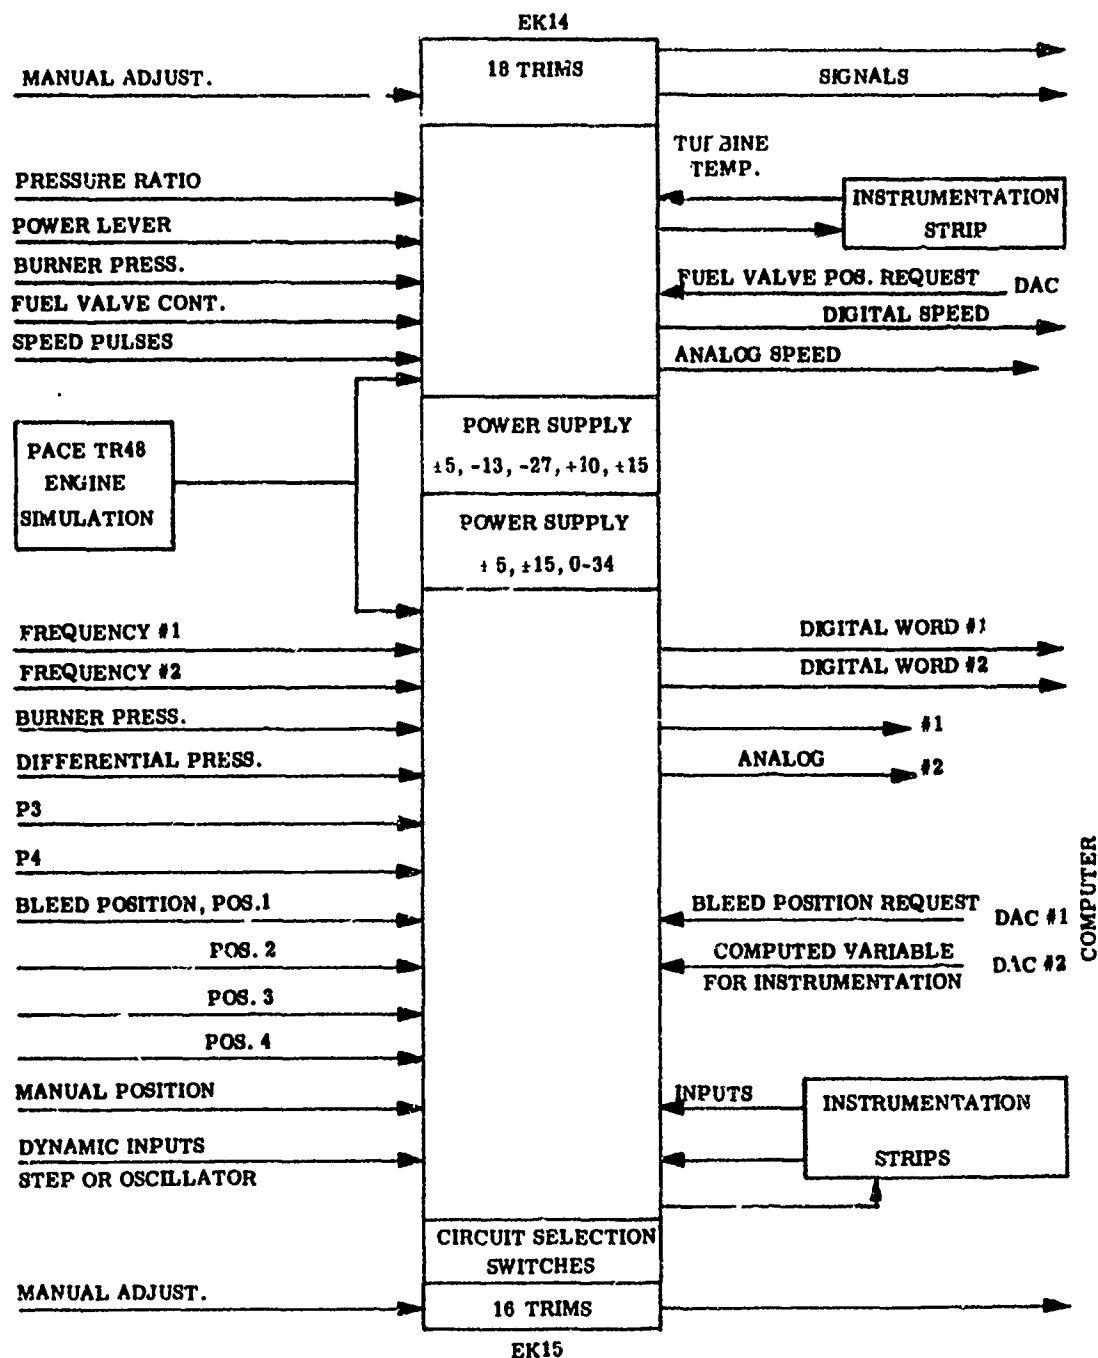 EK14
18 TRIMS
MANUAL ADJUST.
SIGNALS
TURBINE
TEMP.
PRESSURE RATIO
INSTRUMENTATION
STRIP
POWER LEVER
BURNER PRESS.
FUEL VALVE POS. REQUEST
DAC
FUEL VALVE CONT.
DIGITAL SPEED
SPEED PULSES
ANALOG SPEED
POWER SUPPLY
±5, -13, -27, +10, ±15
PACE TR48
ENGINE
SIMULATION
POWER SUPPLY
± 5, ±15, 0-34
FREQUENCY #1
DIGITAL WORD #1
FREQUENCY #2
DIGITAL WORD #2
BURNER PRESS.
#1
DIFFERENTIAL PRESS.
ANALOG
#2
P3
P4
BLEED POSITION, POS.1
BLEED POSITION REQUEST
DAC #1
COMPUTER
POS. 2
COMPUTED VARIABLE
FOR INSTRUMENTATION
DAC #2
POS. 3
POS. 4
MANUAL POSITION
INPUTS
INSTRUMENTATION
STRIPS
DYNAMIC INPUTS
STEP OR OSCILLATOR
CIRCUIT SELECTION
SWITCHES
MANUAL ADJUST.
16 TRIMS
EK15